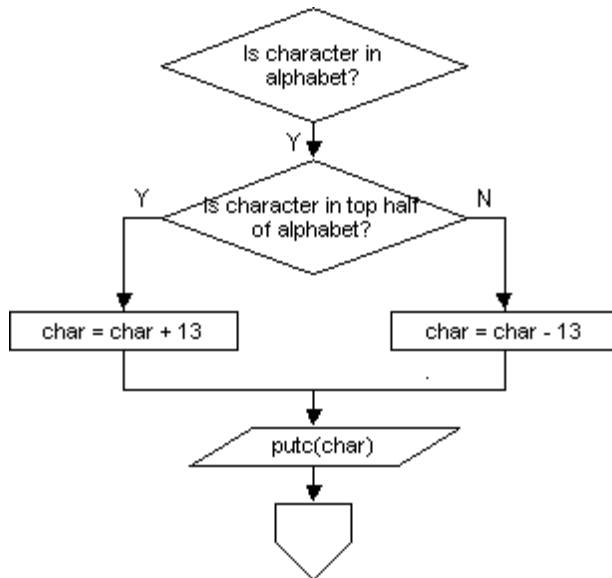 Is character in
alphabet?
Y
Y
Is character in top half
of alphabet?
N
char = char + 13
char = char - 13
putc(char)